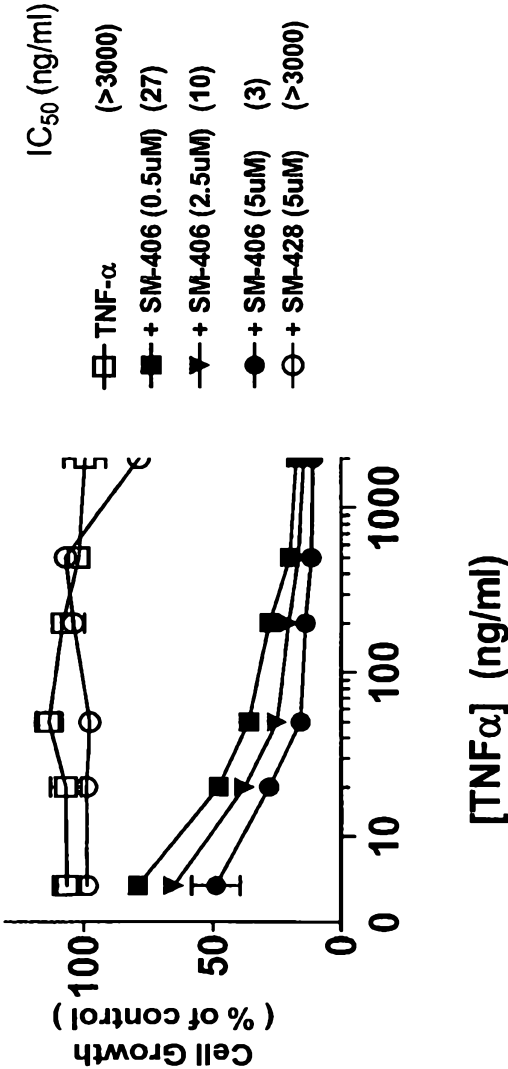 IC50 (ng/ml)
TNF-α (>3000)
+ SM-406 (0.5uM) (27)
+ SM-406 (2.5uM) (10)
+ SM-406 (5uM) (3)
+ SM-428 (5uM) (>3000)
Cell Growth
( % of control )
100
50
0
0 10 100 1000
[TNFα] (ng/ml)